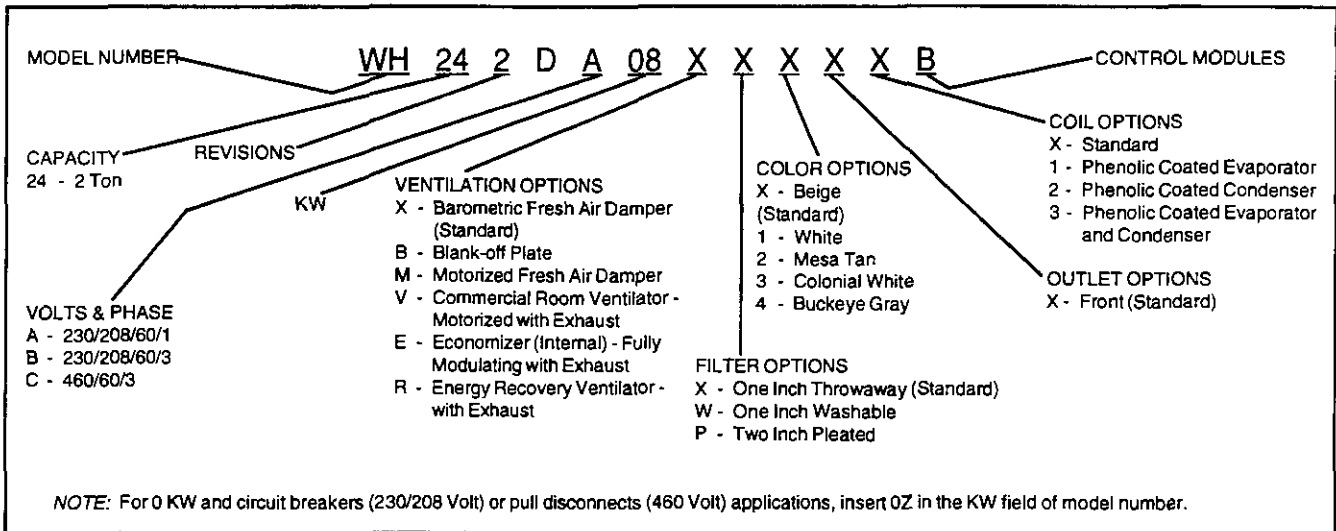 MODEL NUMBER
WH 24 2 D A 08 X X X X X B
CONTROL MODULES
CAPACITY
24 - 2 Ton
REVISIONS
VOLTS & PHASE
A - 230/208/60/1
B - 230/208/60/3
C - 460/60/3
KW
VENTILATION OPTIONS
X - Barometric Fresh Air Damper
(Standard)
B - Blank-off Plate
M - Motorized Fresh Air Damper
V - Commercial Room Ventilator -
Motorized with Exhaust
E - Economizer (Internal) - Fully
Modulating with Exhaust
R - Energy Recovery Ventilator -
with Exhaust
FILTER OPTIONS
X - One Inch Throwaway (Standard)
W - One Inch Washable
P - Two Inch Pleated
COLOR OPTIONS
X - Beige
(Standard)
1 - White
2 - Mesa Tan
3 - Colonial White
4 - Buckeye Gray
OUTLET OPTIONS
X - Front (Standard)
COIL OPTIONS
X - Standard
1 - Phenolic Coated Evaporator
2 - Phenolic Coated Condenser
3 - Phenolic Coated Evaporator
and Condenser
NOTE: For 0 KW and circuit breakers (230/208 Volt) or pull disconnects (460 Volt) applications, insert 0Z in the KW field of model number.